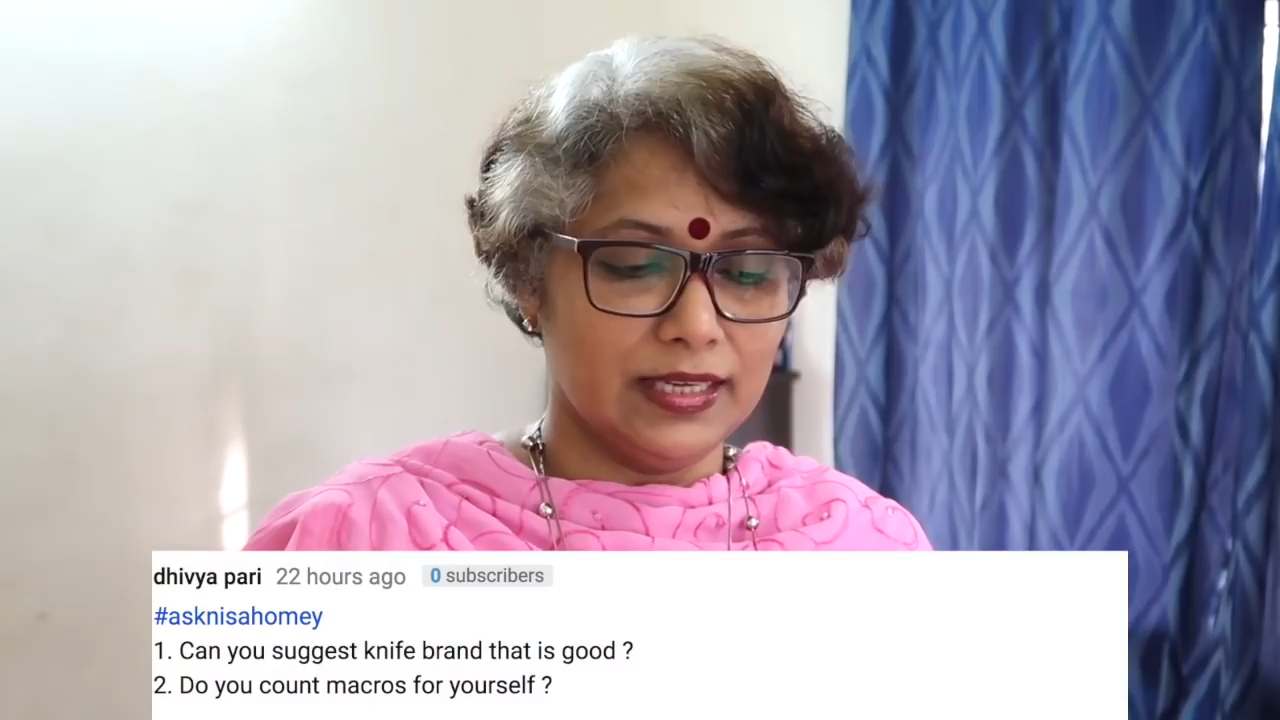 dhivya pari 22 hours ago 0 subscribers
#asknisahomey
1. Can you suggest knife brand that is good ?
2. Do you count macros for yourself ?